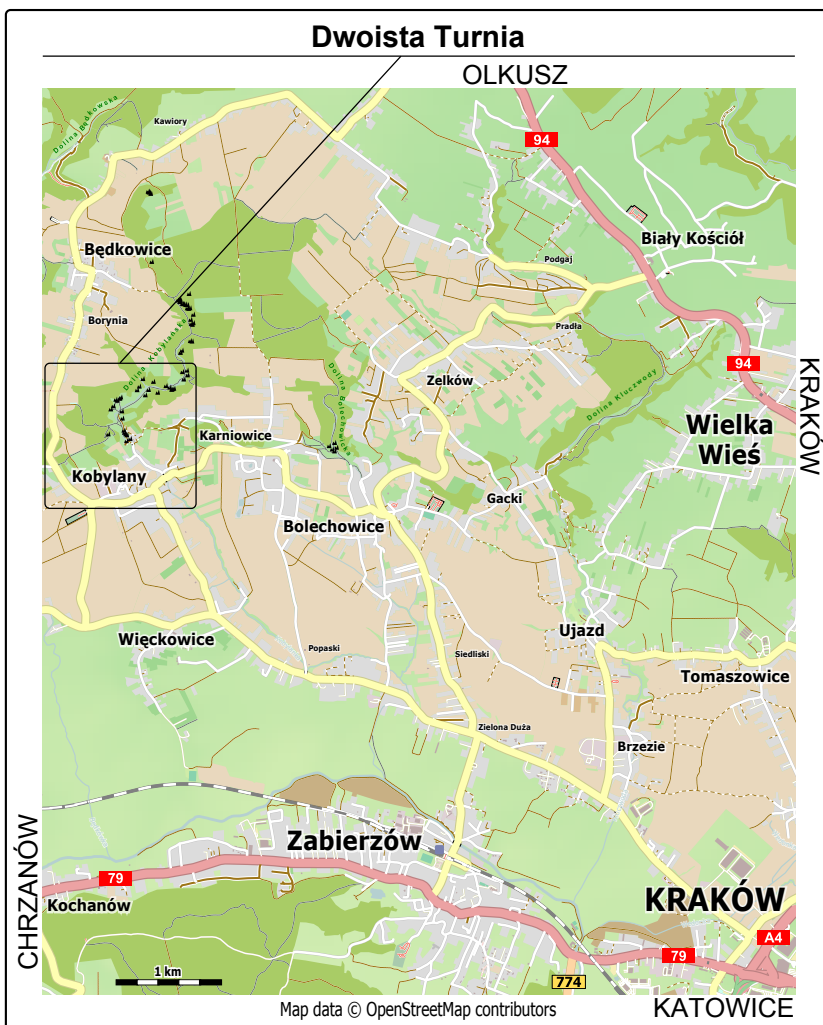 Dwoista Turnia
OLKUSZ
Dolina Będkowska
Kawiory
94
Biały Kościół
Będkowice
Podgaj
Borynia
Pradła
Dolina Kobylańska
94
KRAKÓW
Zelków
Dolina Bolechowicka
Dolina Kluczwody
Wielka
Wieś
Karniowice
Kobylany
Gacki
Bolechowice
Ujazd
Więckowice
Popaski
Siedliski
Tomaszowice
Zielona Duża
Brzezie
Zabierzów
CHRZANÓW
79
Kochanów
KRAKÓW
A4
79
1 km
774
Map data © OpenStreetMap contributors
KATOWICE